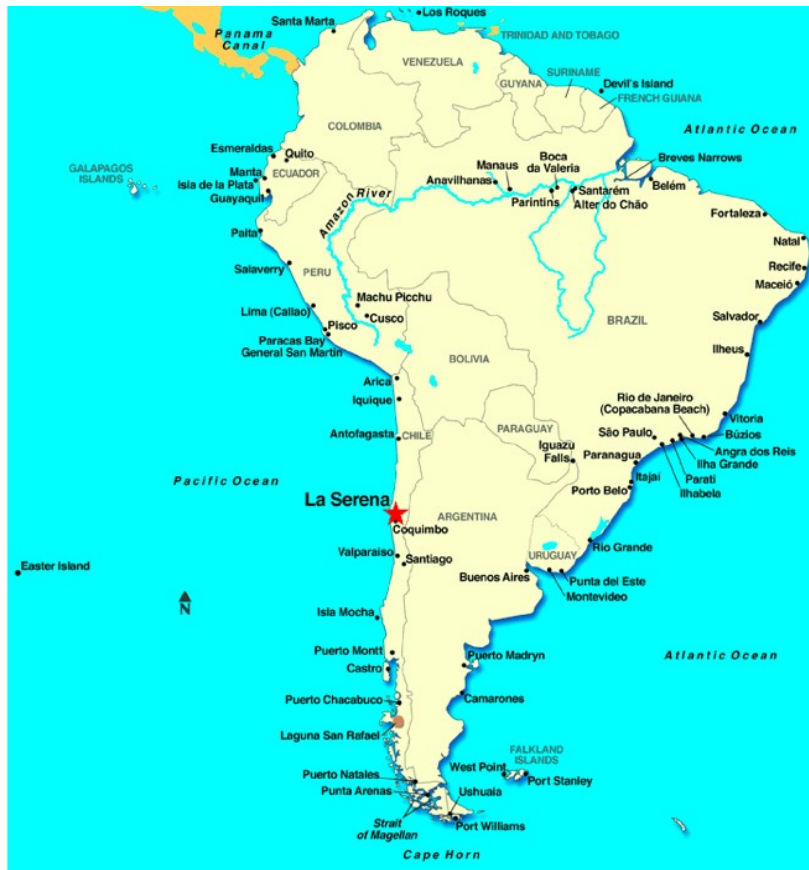 Los Roques
Santa Marta
Panama
Canal
TRINIDAD AND TOBAGO
VENEZUELA
GUYANA
SURINAME
Devil's Island
FRENCH GUIANA
COLOMBIA
Atlantic Ocean
Esmeraldas
Quito
GALAPAGOS
ISLANDS
Manta
ECUADOR
Isla de la Plata
Guayaquil
Amazon River
Anavilhanas
Manaus
Boca
da Valeria
Breves Narrows
Parintins
Santarém
Alter do Chão
Belém
Paita
Fortaleza
Natal
Salaverry
PERU
Recife
Maceió
Machu Picchu
Lima (Callao)
Cusco
Pisco
BRAZIL
Salvador
Paracas Bay
General San Martin
BOLIVIA
Ilheus
Arica
Iquique
Rio de Janeiro
(Copacabana Beach)
Vitoria
Antofagasta
CHILE
PARAGUAY
São Paulo
Búzios
Iguazu
Falls
Paranagua
Angra dos Reis
Ilha Grande
Parati
Ilhabela
Itajaí
Porto Belo
Pacific Ocean
La Serena
ARGENTINA
Coquimbo
Valparaiso
Santiago
URUGUAY
Rio Grande
Easter Island
Buenos Aires
Punta del Este
Montevideo
N
Isla Mocha
Puerto Montt
Puerto Madryn
Atlantic Ocean
Castro
Puerto Chacabuco
Camarones
Laguna San Rafael
FALKLAND
ISLANDS
West Point
Port Stanley
Puerto Natales
Punta Arenas
Ushuaia
Strait
of Magellan
Port Williams
Cape Horn